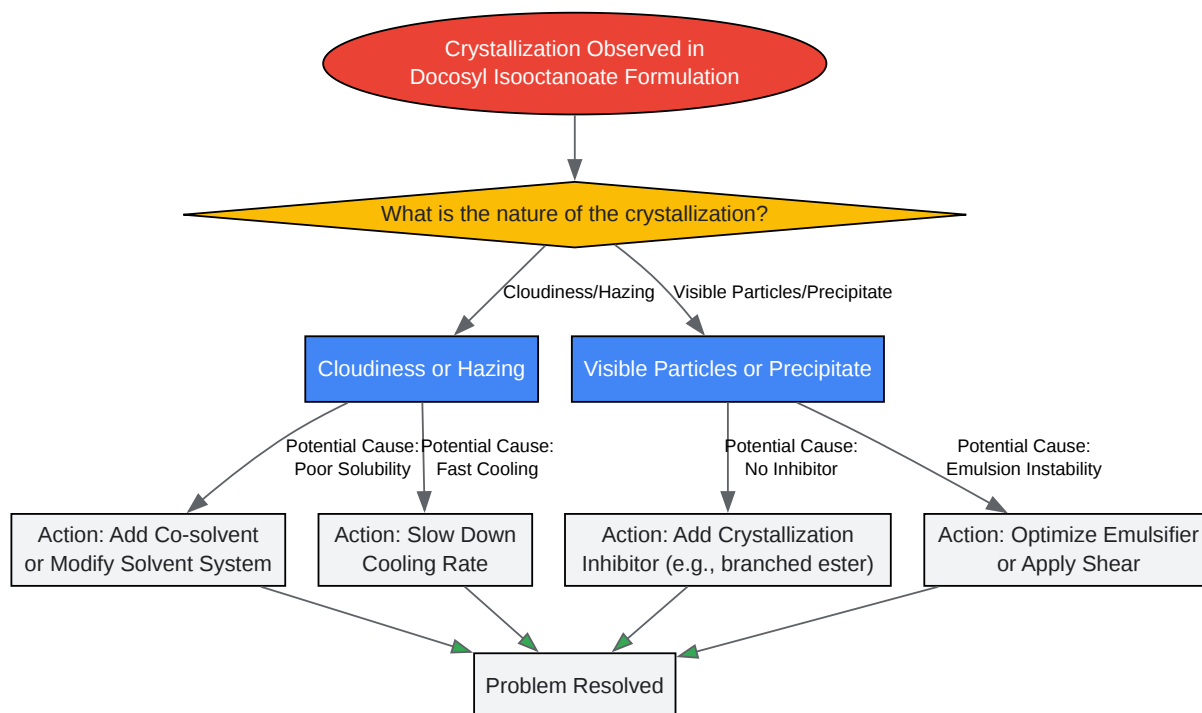 Crystallization Observed in
Docosyl Isooctanoate Formulation
What is the nature of the crystallization?
Cloudiness/Hazing
Visible Particles/Precipitate
Cloudiness or Hazing
Visible Particles or Precipitate
Potential Cause:
Poor Solubility
Potential Cause:
Fast Cooling
Potential Cause:
No Inhibitor
Potential Cause:
Emulsion Instability
Action: Add Co-solvent
or Modify Solvent System
Action: Slow Down
Cooling Rate
Action: Add Crystallization
Inhibitor (e.g., branched ester)
Action: Optimize Emulsifier
or Apply Shear
Problem Resolved